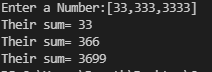 Enter a Number:[33,333,3333]
Their sum= 33
Their sum= 366
Their sum= 3699